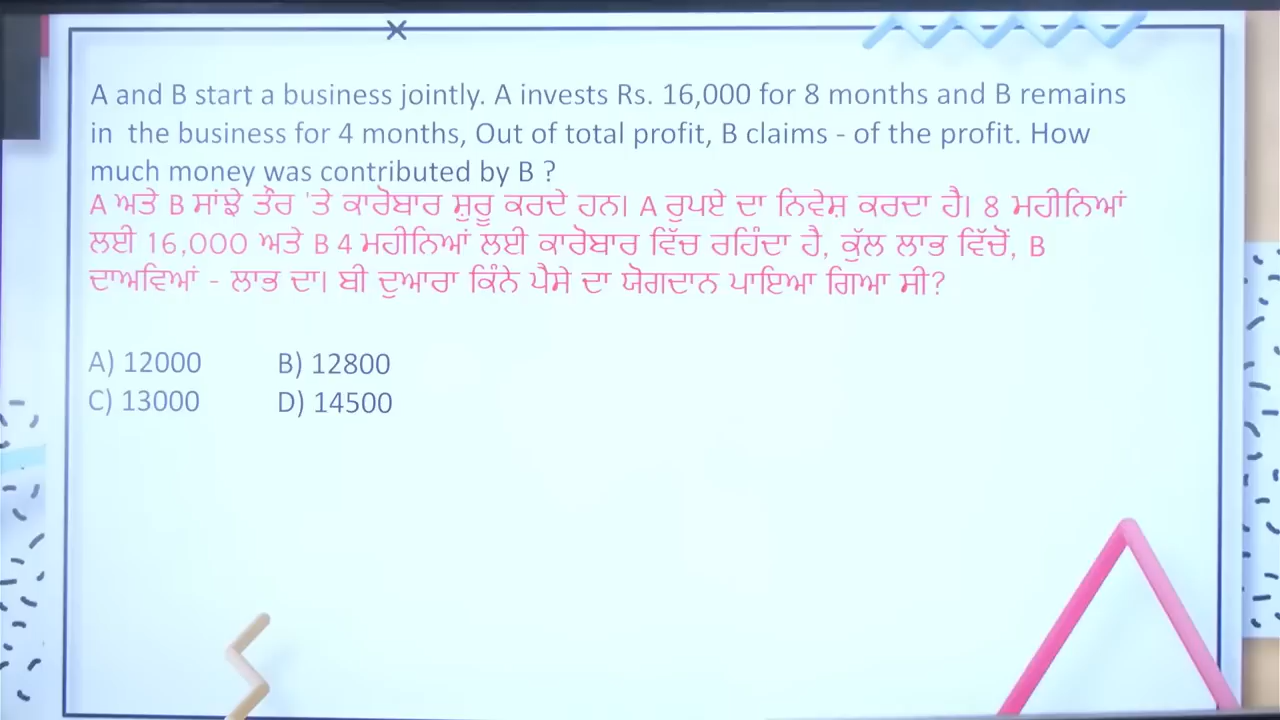 A and B start a business jointly. A invests Rs. 16,000 for 8 months and B remains
in the business for 4 months, Out of total profit, B claims - of the profit. How
much money was contributed by B ?
A ਅਤੇ B ਸਾਂਝੇ ਤੌਰ 'ਤੇ ਕਾਰੋਬਾਰ ਸ਼ੁਰੂ ਕਰਦੇ ਹਨ। A ਰੁਪਏ ਦਾ ਨਿਵੇਸ਼ ਕਰਦਾ ਹੈ। 8 ਮਹੀਨਿਆਂ
ਲਈ 16,000 ਅਤੇ B 4 ਮਹੀਨਿਆਂ ਲਈ ਕਾਰੋਬਾਰ ਵਿੱਚ ਰਹਿੰਦਾ ਹੈ, ਕੁੱਲ ਲਾਭ ਵਿੱਚੋਂ, B
ਦਾਅਵਿਆਂ - ਲਾਭ ਦਾ। ਬੀ ਦੁਆਰਾ ਕਿੰਨੇ ਪੈਸੇ ਦਾ ਯੋਗਦਾਨ ਪਾਇਆ ਗਿਆ ਸੀ?
A) 12000 B) 12800
C) 13000 D) 14500